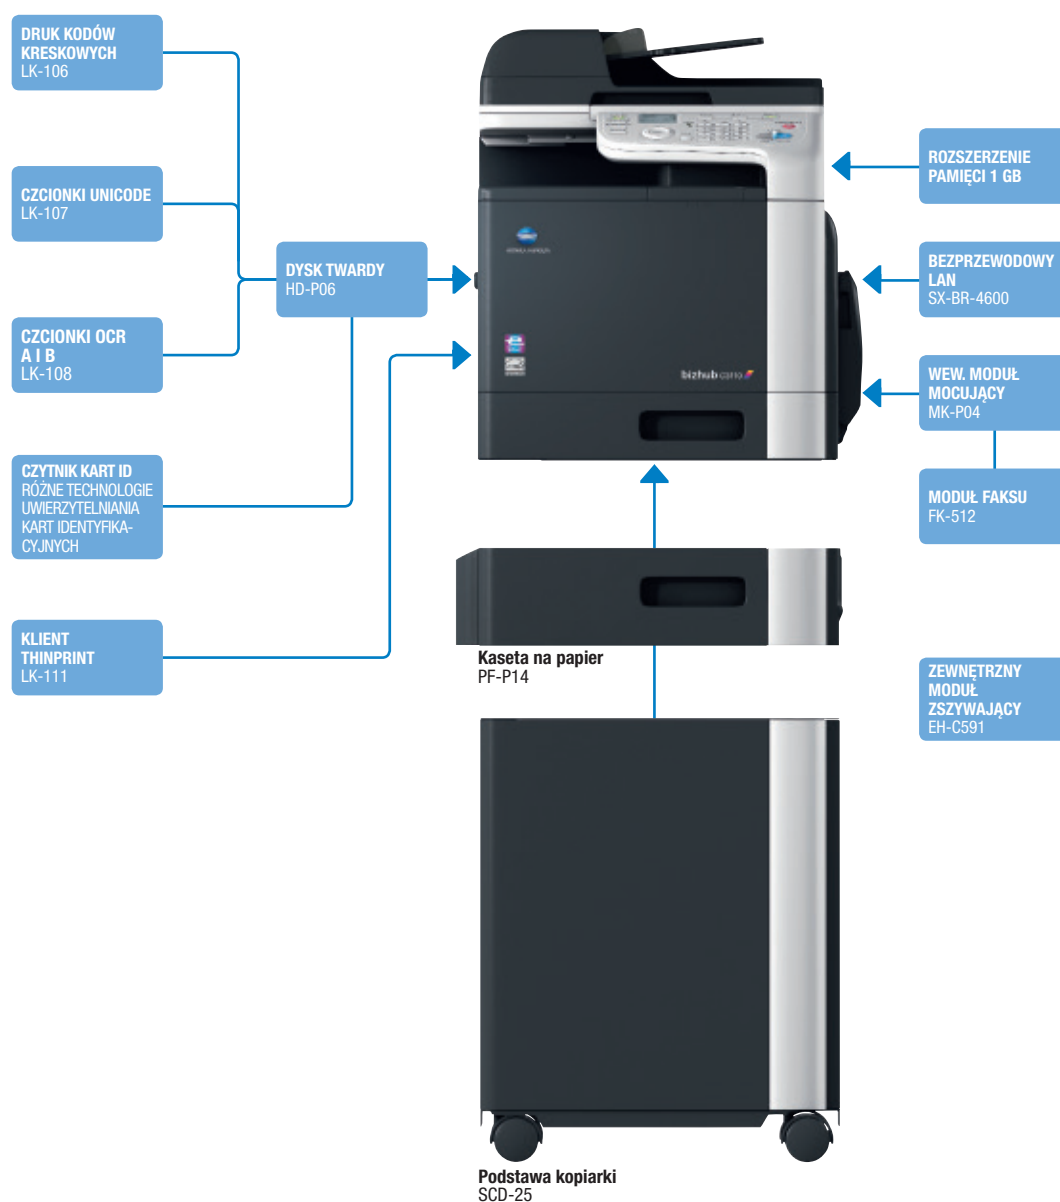 DRUK KODÓW
KRESKOWYCH
LK-106
CZCIONKI UNICODE
LK-107
CZCIONKI OCR
A I B
LK-108
CZYTNIK KART ID
RÓŻNE TECHNOLOGIE
UWIERZYTELNIANIA
KART IDENTYFIKA-
CYJNYCH
KLIENT
THINPRINT
LK-111
DYSK TWARDY
HD-P06
KONICA MINOLTA
bizhub
Kaseta na papier
PF-P14
Podstawa kopiarki
SCD-25
ROZSZERZENIE
PAMIĘCI 1 GB
BEZPRZEWODOWY
LAN
SX-BR-4600
WEW. MODUŁ
MOCUJĄCY
MK-P04
MODUŁ FAKSU
FK-512
ZEWNĘTRZNY
MODUŁ
ZSZYWAJĄCY
EH-C591